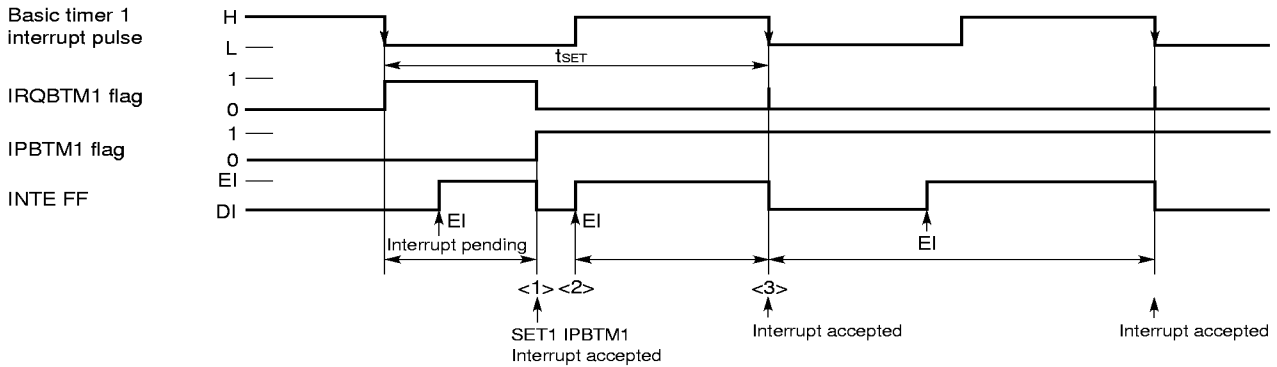 Basic timer 1
interrupt pulse
H
L
tSET
IRQBTM1 flag
1
0
IPBTM1 flag
1
0
INTE FF
EI
DI
EI
EI
EI
Interrupt pending
<1> <2> <3>
SET1 IPBTM1
Interrupt accepted
Interrupt accepted
Interrupt accepted